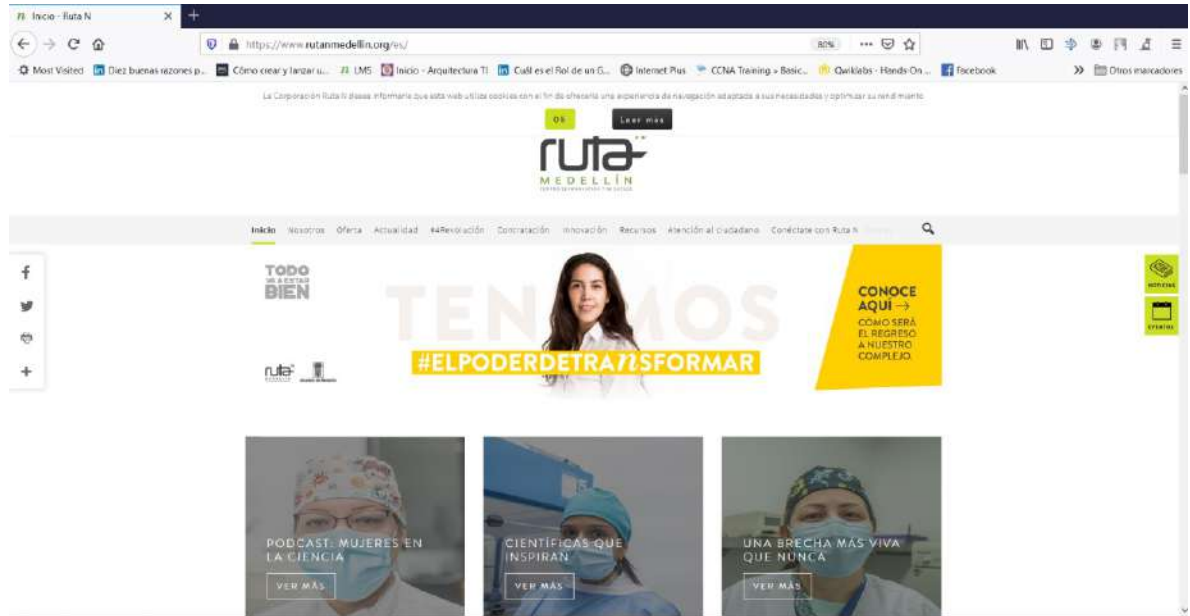 Inicio - Ruta N
https://www.rutanmedellin.org/es/
80%
Most Visited
Diez buenas razones p...
Cómo crear y lanzar u...
LMS
Inicio - Arquitectura TI
Cuál es el Rol de un G...
Internet Plus
CCNA Training » Basic...
Qwiklabs - Hands-On ...
Facebook
Otros marcadores
La Corporación Ruta N desea informarle que esta web utiliza cookies con el fin de ofrecerle una experiencia de navegación adaptada a sus necesidades y optimizar su rendimiento.
Ok
Leer más
ruta
MEDELLÍN
Inicio Nosotros Oferta Actualidad #4Revolución Contratación Innovación Recursos Atención al ciudadano Conéctate con Ruta N
TODO
VA A ESTAR
BIEN
TENEMOS
#ELPODERDETRANSFORMAR
ruta
CONOCE
AQUÍ →
CÓMO SERÁ
EL REGRESO
A NUESTRO
COMPLEJO.
NOTICIAS
EVENTOS
PODCAST: MUJERES EN
LA CIENCIA
VER MÁS
CIENTÍFICAS QUE
INSPIRAN
VER MÁS
UNA BRECHA MÁS VIVA
QUE NUNCA
VER MÁS